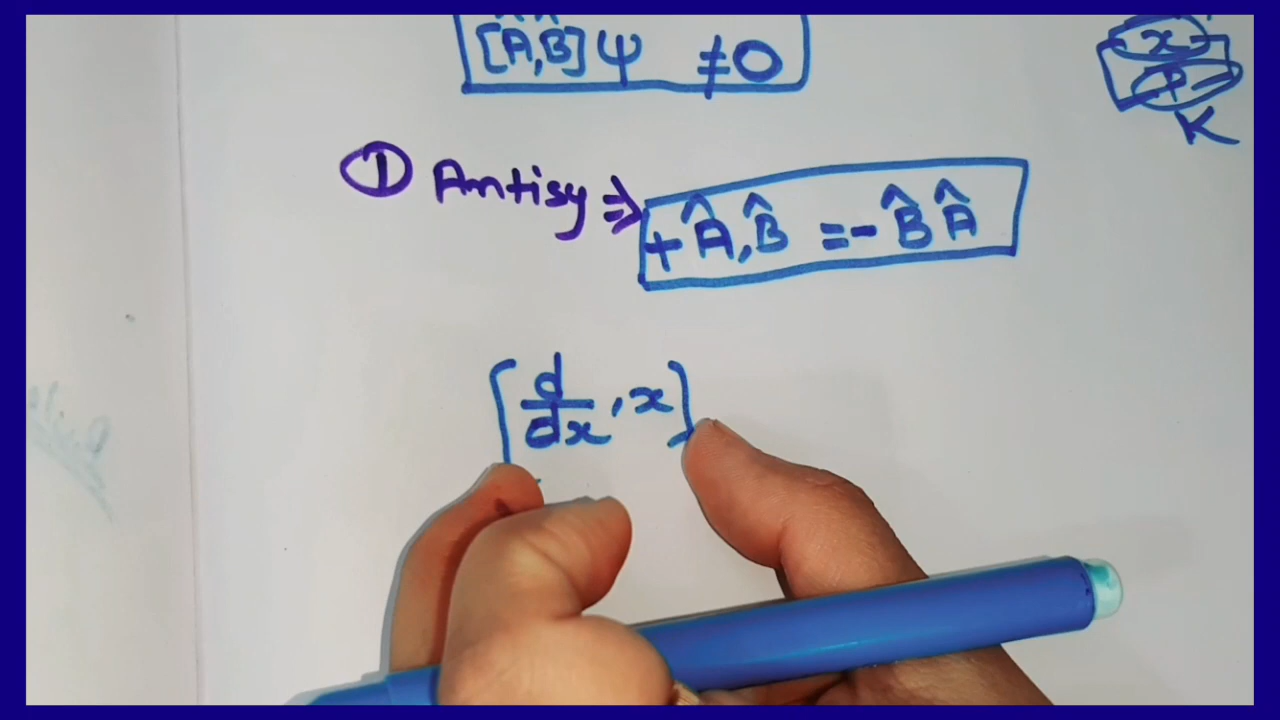 [Â,B̂]ψ ≠0
x
P
K
① Antisy ⇒ +Â,B̂ =- B̂ Â
[d/dx , x]